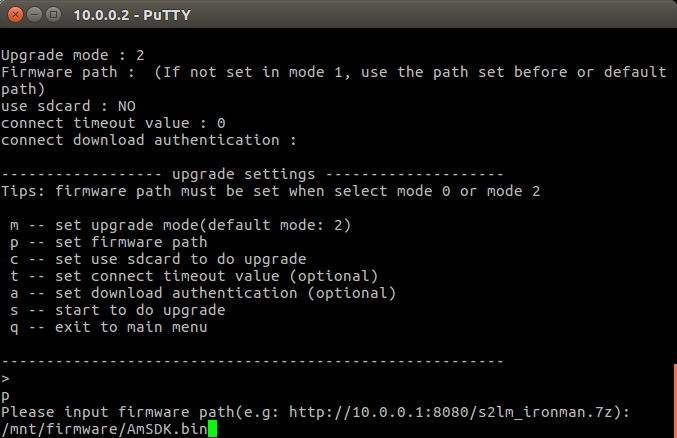 10.0.0.2 - PuTTY
Upgrade mode : 2
Firmware path :  (If not set in mode 1, use the path set before or default
path)
use sdcard : NO
connect timeout value : 0
connect download authentication :
------------------ upgrade settings --------------------
Tips: firmware path must be set when select mode 0 or mode 2
m -- set upgrade mode(default mode: 2)
p -- set firmware path
c -- set use sdcard to do upgrade
t -- set connect timeout value (optional)
a -- set download authentication (optional)
s -- start to do upgrade
q -- exit to main menu
--------------------------------------------------------
>
p
Please input firmware path(e.g: http://10.0.0.1:8080/s2lm_ironman.7z):
/mnt/firmware/AmSDK.bin